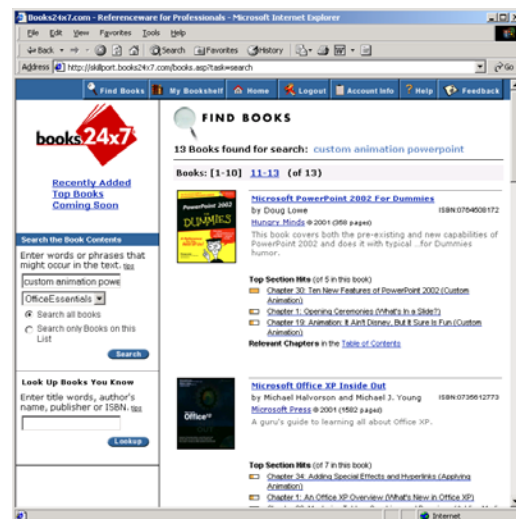 Books24x7.com - Referenceware for Professionals - Microsoft Internet Explorer
File Edit View Favorites Tools Help
Back Search Favorites History
Address http://skillport.books24x7.com/books.asp?task=search Go
Find Books My Bookshelf Home Logout Account Info Help Feedback
books 24x7
Recently Added
Top Books
Coming Soon
Search the Book Contents
Enter words or phrases that
might occur in the text. tips
custom animation powe
OfficeEssentials
Search all books
Search only Books on this
List
Search
Look Up Books You Know
Enter title words, author's
name, publisher or ISBN. tips
Lookup
FIND BOOKS
13 Books found for search: custom animation powerpoint
Books: [1-10] 11-13 (of 13)
PowerPoint 2002
DUMMIES
Microsoft PowerPoint 2002 For Dummies
by Doug Lowe ISBN:0764508172
Hungry Minds © 2001 (358 pages)
This book covers both the pre-existing and new capabilities of
PowerPoint 2002 and does it with typical ..for Dummies
humor.
Top Section Hits (of 5 in this book)
Chapter 30: Ten New Features of PowerPoint 2002 (Custom
Animation)
Chapter 1: Opening Ceremonies (What's In a Slide?)
Chapter 19: Animation: It Ain't Disney, But It Sure Is Fun (Custom
Animation)
Relevant Chapters in the Table of Contents
Office
Microsoft Office XP Inside Out
by Michael Halvorson and Michael J. Young ISBN:0735612773
Microsoft Press © 2001 (1582 pages)
A guru's guide to learning all about Office XP.
Top Section Hits (of 7 in this book)
Chapter 34: Adding Special Effects and Hyperlinks (Applying
Animation)
Chapter 1: An Office XP Overview (What's New in Office XP)
Internet